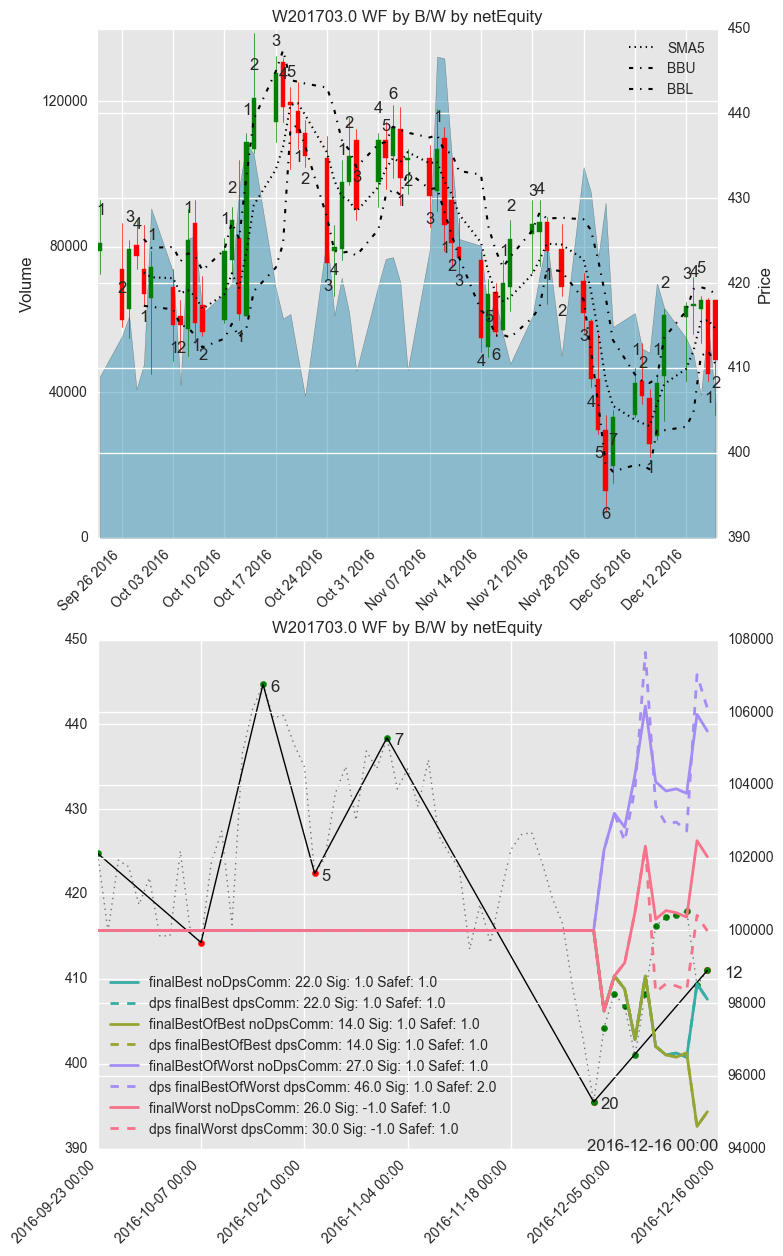 W201703.0 WF by B/W by netEquity
450
440
430
420
410
400
390
120000
80000
40000
0
Volume
Price
SMA5
BBU
BBL
Sep 26 2016
Oct 03 2016
Oct 10 2016
Oct 17 2016
Oct 24 2016
Oct 31 2016
Nov 07 2016
Nov 14 2016
Nov 21 2016
Nov 28 2016
Dec 05 2016
Dec 12 2016
W201703.0 WF by B/W by netEquity
450
440
430
420
410
400
390
108000
106000
104000
102000
100000
98000
96000
94000
6
5
7
20
12
finalBest noDpsComm: 22.0 Sig: 1.0 Safef: 1.0
dps finalBest dpsComm: 22.0 Sig: 1.0 Safef: 1.0
finalBestOfBest noDpsComm: 14.0 Sig: 1.0 Safef: 1.0
dps finalBestOfBest dpsComm: 14.0 Sig: 1.0 Safef: 1.0
finalBestOfWorst noDpsComm: 27.0 Sig: 1.0 Safef: 1.0
dps finalBestOfWorst dpsComm: 46.0 Sig: 1.0 Safef: 2.0
finalWorst noDpsComm: 26.0 Sig: -1.0 Safef: 1.0
dps finalWorst dpsComm: 30.0 Sig: -1.0 Safef: 1.0
2016-12-16 00:00
2016-09-23 00:00
2016-10-07 00:00
2016-10-21 00:00
2016-11-04 00:00
2016-11-18 00:00
2016-12-05 00:00
2016-12-16 00:00